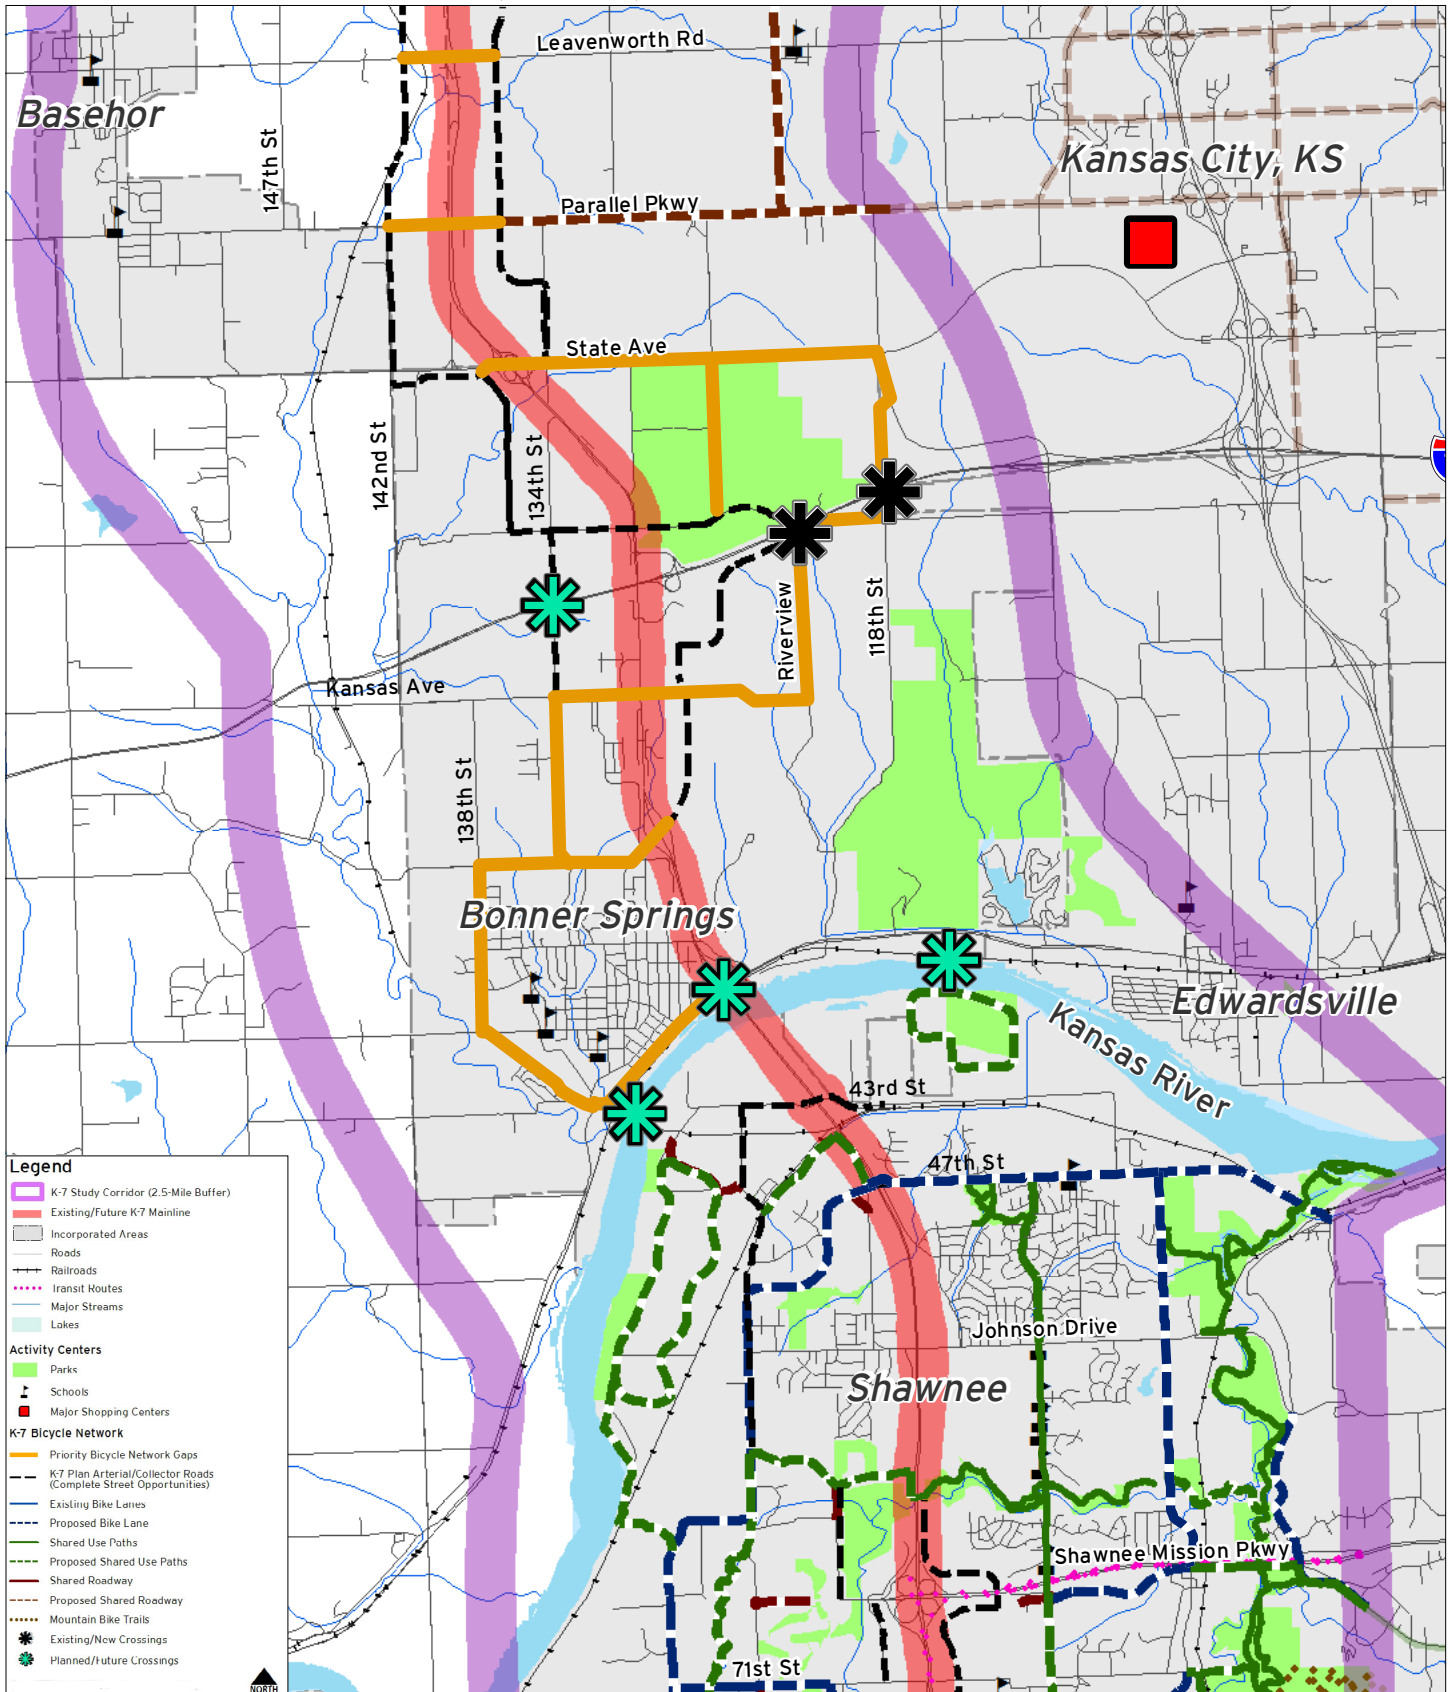 Leavenworth Rd
Basehor
147th St
Kansas City, KS
Parallel Pkwy
State Ave
142nd St
134th St
118th St
Riverview
Kansas Ave
138th St
Bonner Springs
Edwardsville
Kansas River
43rd St
47th St
Johnson Drive
Shawnee
Shawnee Mission Pkwy
71st St
Legend
K-7 Study Corridor (2.5-Mile Buffer)
Existing/Future K-7 Mainline
Incorporated Areas
Roads
Railroads
Transit Routes
Major Streams
Lakes
Activity Centers
Parks
Schools
Major Shopping Centers
K-7 Bicycle Network
Priority Bicycle Network Gaps
K-7 Plan Arterial/Collector Roads
(Complete Street Opportunities)
Existing Bike Lanes
Proposed Bike Lane
Shared Use Paths
Proposed Shared Use Paths
Shared Roadway
Proposed Shared Roadway
Mountain Bike Trails
Existing/New Crossings
Planned/Future Crossings
NORTH